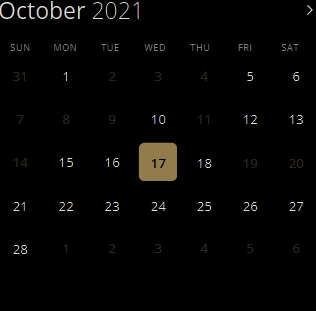 October 2021
SUN MON TUE WED THU FRI SAT
31 1 2 3 4 5 6
7 8 9 10 11 12 13
14 15 16 17 18 19 20
21 22 23 24 25 26 27
28 1 2 3 4 5 6